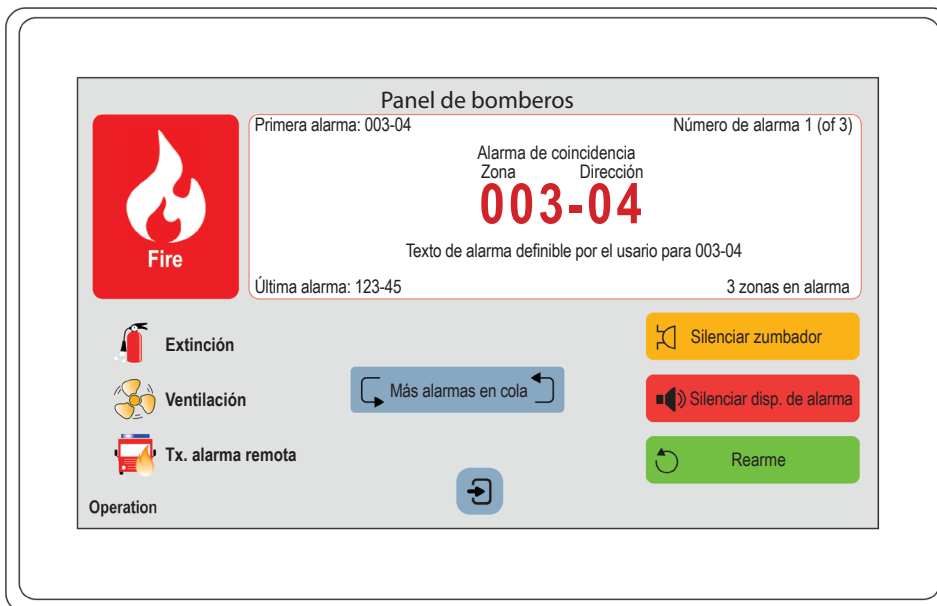 Panel de bomberos
Primera alarma: 003-04
Número de alarma 1 (of 3)
Alarma de coincidencia
Zona Dirección
003-04
Texto de alarma definible por el usario para 003-04
Última alarma: 123-45
3 zonas en alarma
Fire
Extinción
Ventilación
Tx. alarma remota
Operation
Más alarmas en cola
Silenciar zumbador
Silenciar disp. de alarma
Rearme